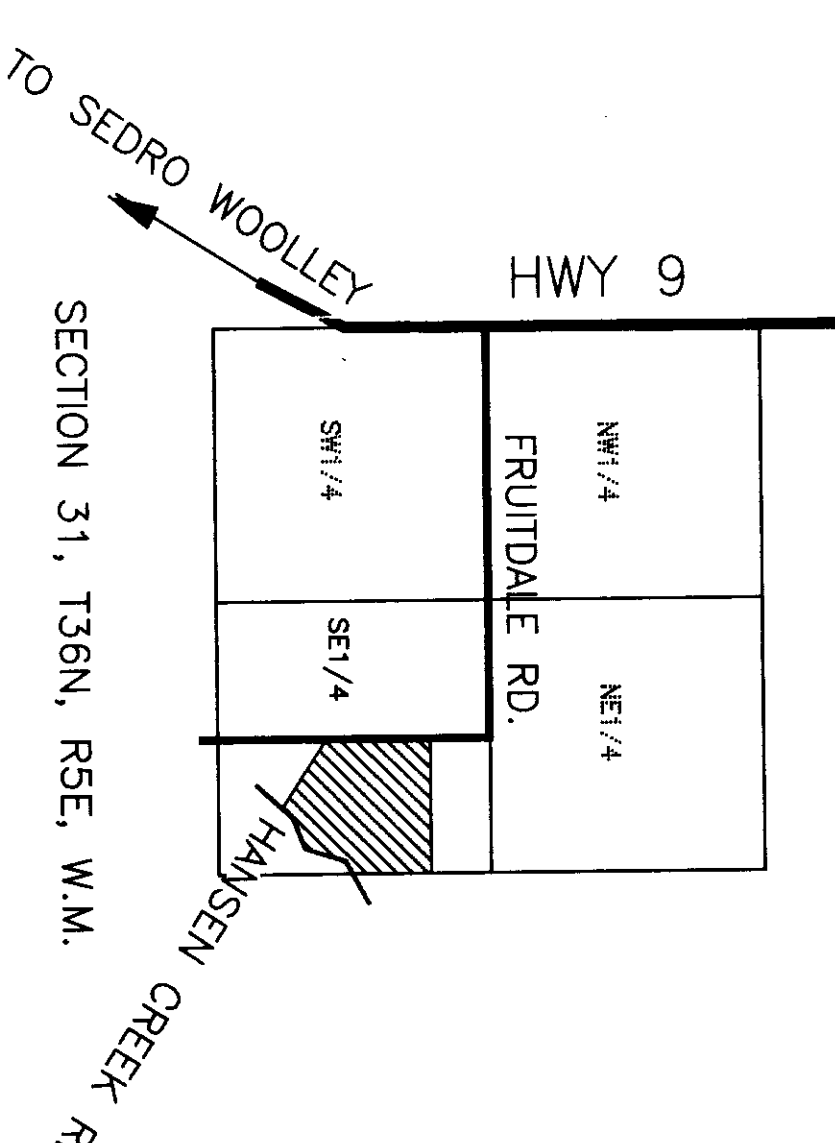 TO SEDRO WOOLLEY
HWY 9
NW1/4
SW1/4
FRUITDALE RD.
NE1/4
SE1/4
HANSEN CREEK R
SECTION 31, T36N, R5E, W.M.